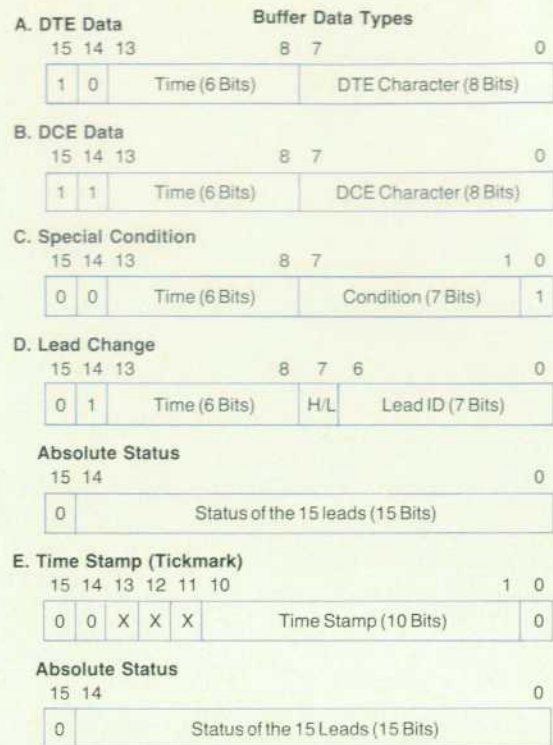 Buffer Data Types
A. DTE Data
15 14 13 8 7 0
1 0 Time (6 Bits) DTE Character (8 Bits)
B. DCE Data
15 14 13 8 7 0
1 1 Time (6 Bits) DCE Character (8 Bits)
C. Special Condition
15 14 13 8 7 1 0
0 0 Time (6 Bits) Condition (7 Bits) 1
D. Lead Change
15 14 13 8 7 6 0
0 1 Time (6 Bits) H/L Lead ID (7 Bits)
Absolute Status
15 14 0
0 Status of the 15 leads (15 Bits)
E. Time Stamp (Tickmark)
15 14 13 12 11 10 1 0
0 0 X X X Time Stamp (10 Bits) 0
Absolute Status
15 14 0
0 Status of the 15 Leads (15 Bits)